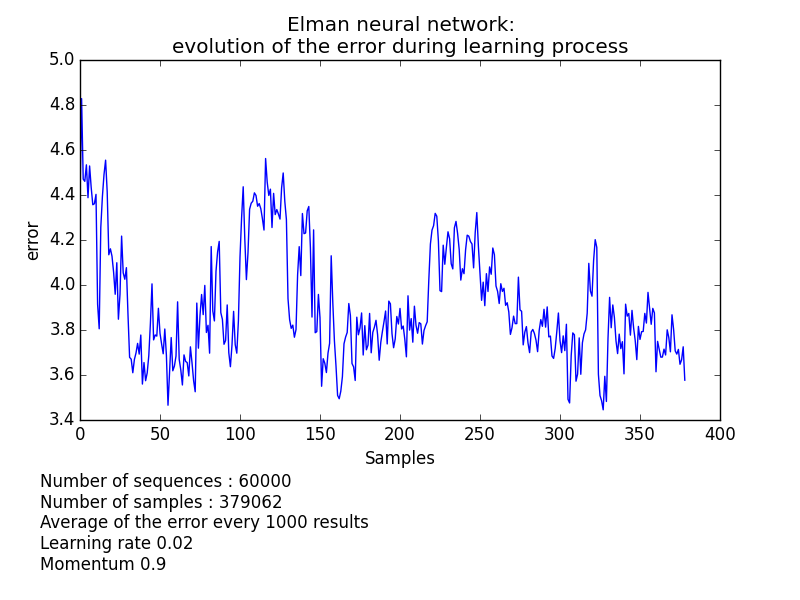 Elman neural network:
evolution of the error during learning process
5.0
4.8
4.6
4.4
4.2
4.0
3.8
3.6
3.4
error
0 50 100 150 200 250 300 350 400
Samples
Number of sequences : 60000
Number of samples : 379062
Average of the error every 1000 results
Learning rate 0.02
Momentum 0.9